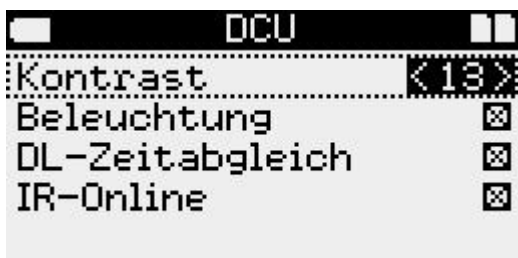 DCU
Kontrast <13>
Beleuchtung
DL-Zeitabgleich
IR-Online